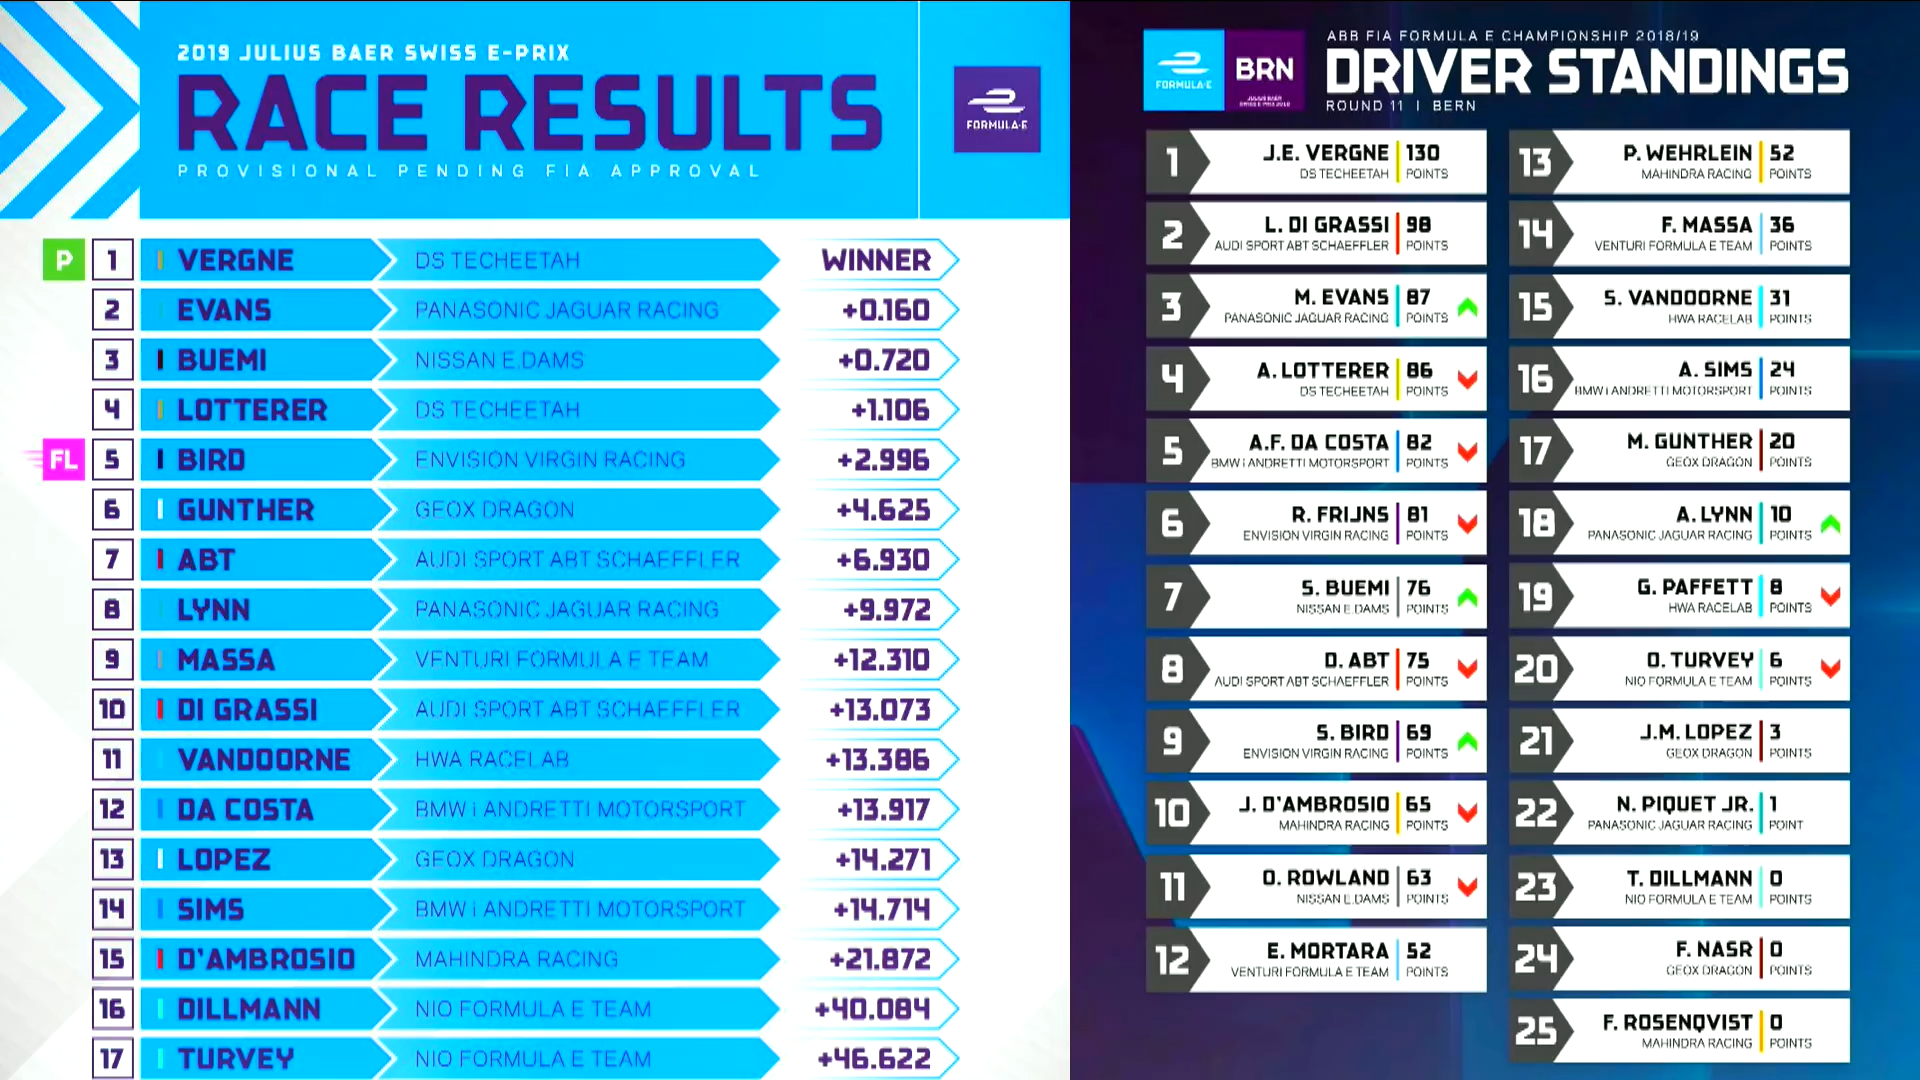 2019 JULIUS BAER SWISS E-PRIX
RACE RESULTS
PROVISIONAL PENDING FIA APPROVAL
FORMULA-E
P 1 VERGNE DS TECHEETAH WINNER
2 EVANS PANASONIC JAGUAR RACING +0.160
3 BUEMI NISSAN E.DAMS +0.720
4 LOTTERER DS TECHEETAH +1.106
FL 5 BIRD ENVISION VIRGIN RACING +2.996
6 GUNTHER GEOX DRAGON +4.625
7 ABT AUDI SPORT ABT SCHAEFFLER +6.930
8 LYNN PANASONIC JAGUAR RACING +9.972
9 MASSA VENTURI FORMULA E TEAM +12.310
10 DI GRASSI AUDI SPORT ABT SCHAEFFLER +13.073
11 VANDOORNE HWA RACELAB +13.386
12 DA COSTA BMW i ANDRETTI MOTORSPORT +13.917
13 LOPEZ GEOX DRAGON +14.271
14 SIMS BMW i ANDRETTI MOTORSPORT +14.714
15 D'AMBROSIO MAHINDRA RACING +21.872
16 DILLMANN NIO FORMULA E TEAM +40.084
17 TURVEY NIO FORMULA E TEAM +46.622
FORMULA-E
BRN
JULIUS BAER
SWISS E-PRIX 2019
ABB FIA FORMULA E CHAMPIONSHIP 2018/19
DRIVER STANDINGS
ROUND 11 | BERN
1 J.E. VERGNE 130
DS TECHEETAH POINTS
2 L. DI GRASSI 98
AUDI SPORT ABT SCHAEFFLER POINTS
3 M. EVANS 87
PANASONIC JAGUAR RACING POINTS
4 A. LOTTERER 86
DS TECHEETAH POINTS
5 A.F. DA COSTA 82
BMW i ANDRETTI MOTORSPORT POINTS
6 R. FRIJNS 81
ENVISION VIRGIN RACING POINTS
7 S. BUEMI 76
NISSAN E.DAMS POINTS
8 D. ABT 75
AUDI SPORT ABT SCHAEFFLER POINTS
9 S. BIRD 69
ENVISION VIRGIN RACING POINTS
10 J. D'AMBROSIO 65
MAHINDRA RACING POINTS
11 O. ROWLAND 63
NISSAN E.DAMS POINTS
12 E. MORTARA 52
VENTURI FORMULA E TEAM POINTS
13 P. WEHRLEIN 52
MAHINDRA RACING POINTS
14 F. MASSA 36
VENTURI FORMULA E TEAM POINTS
15 S. VANDOORNE 31
HWA RACELAB POINTS
16 A. SIMS 24
BMW i ANDRETTI MOTORSPORT POINTS
17 M. GUNTHER 20
GEOX DRAGON POINTS
18 A. LYNN 10
PANASONIC JAGUAR RACING POINTS
19 G. PAFFETT 8
HWA RACELAB POINTS
20 O. TURVEY 6
NIO FORMULA E TEAM POINTS
21 J.M. LOPEZ 3
GEOX DRAGON POINTS
22 N. PIQUET JR. 1
PANASONIC JAGUAR RACING POINT
23 T. DILLMANN 0
NIO FORMULA E TEAM POINTS
24 F. NASR 0
GEOX DRAGON POINTS
25 F. ROSENQVIST 0
MAHINDRA RACING POINTS